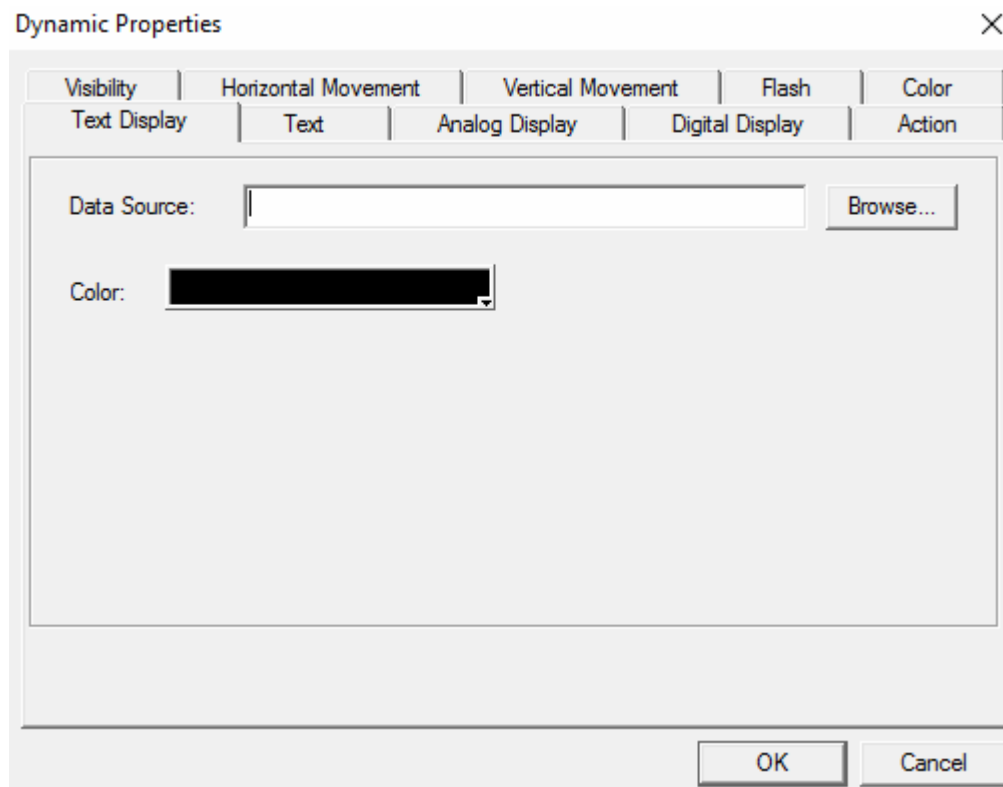 Dynamic Properties
Visibility Horizontal Movement Vertical Movement Flash Color
Text Display Text Analog Display Digital Display Action
Data Source: Browse...
Color:
OK Cancel